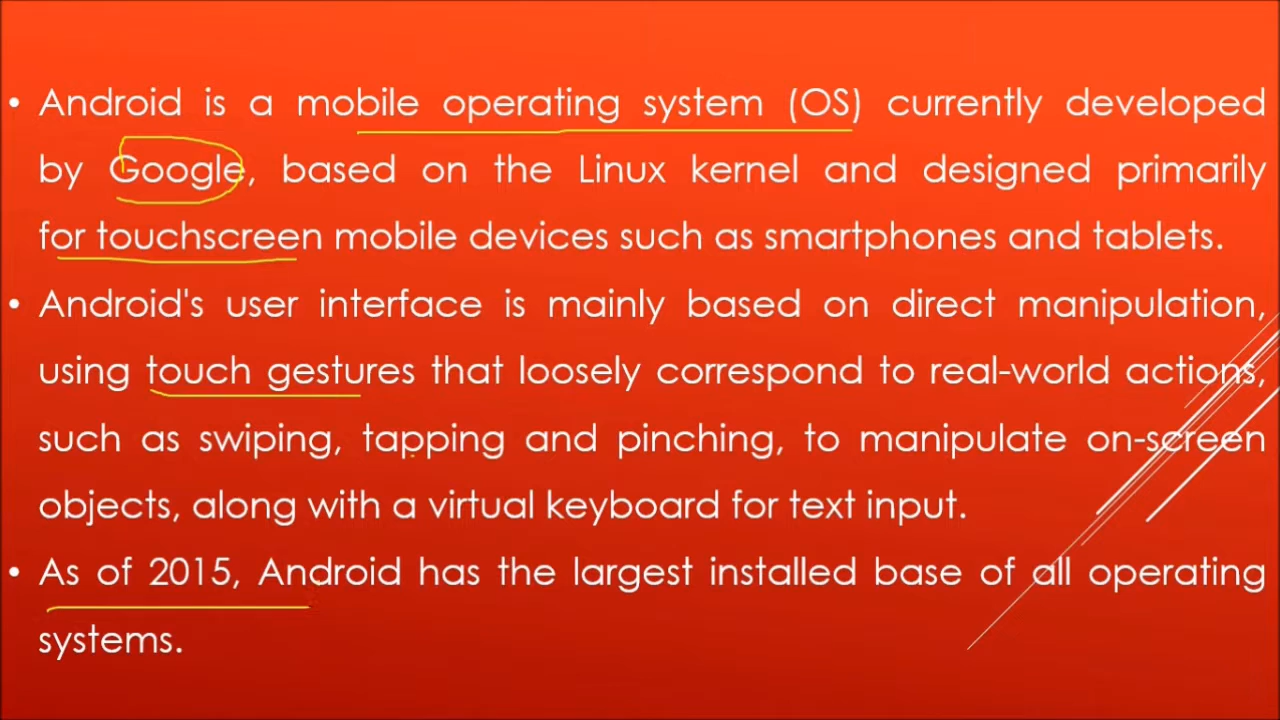 • Android is a mobile operating system (OS) currently developed
by Google, based on the Linux kernel and designed primarily
for touchscreen mobile devices such as smartphones and tablets.
• Android's user interface is mainly based on direct manipulation,
using touch gestures that loosely correspond to real-world actions,
such as swiping, tapping and pinching, to manipulate on-screen
objects, along with a virtual keyboard for text input.
• As of 2015, Android has the largest installed base of all operating
systems.